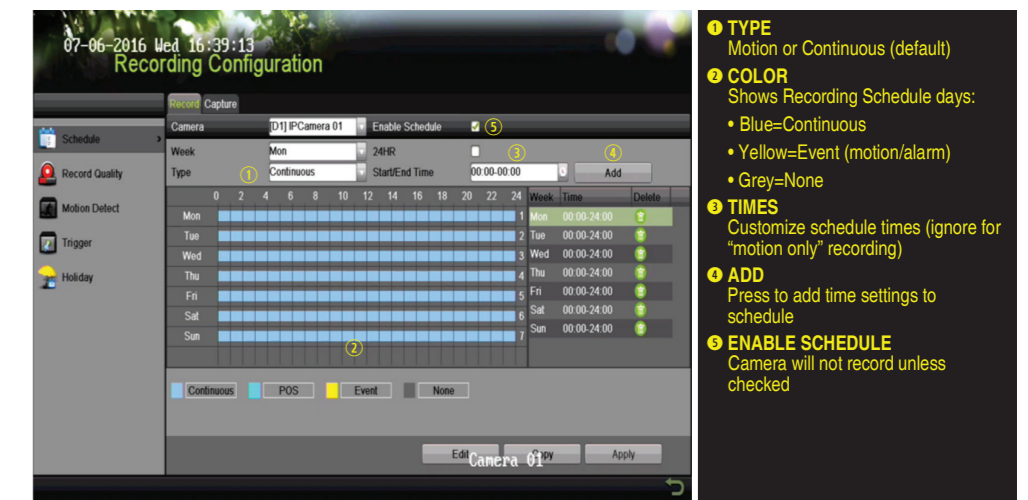 07-06-2016 Wed 16:39:13
Recording Configuration
Record Capture
Camera [D1] IPCamera 01 Enable Schedule ⑤
Week Mon 24HR ③ ④
Type ① Continuous Start/End Time 00:00-00:00 Add
Schedule >
Record Quality
Motion Detect
Trigger
Holiday
0 2 4 6 8 10 12 14 16 18 20 22 24 Week Time Delete
Mon 1 Mon 00:00-24:00
Tue 2 Tue 00:00-24:00
Wed 3 Wed 00:00-24:00
Thu 4 Thu 00:00-24:00
Fri 5 Fri 00:00-24:00
Sat 6 Sat 00:00-24:00
Sun 7 Sun 00:00-24:00
②
Continuous POS Event None
Edit Copy Apply
Camera 01
❶ TYPE
Motion or Continuous (default)
❷ COLOR
Shows Recording Schedule days:
• Blue=Continuous
• Yellow=Event (motion/alarm)
• Grey=None
❸ TIMES
Customize schedule times (ignore for
“motion only” recording)
❹ ADD
Press to add time settings to
schedule
❺ ENABLE SCHEDULE
Camera will not record unless
checked